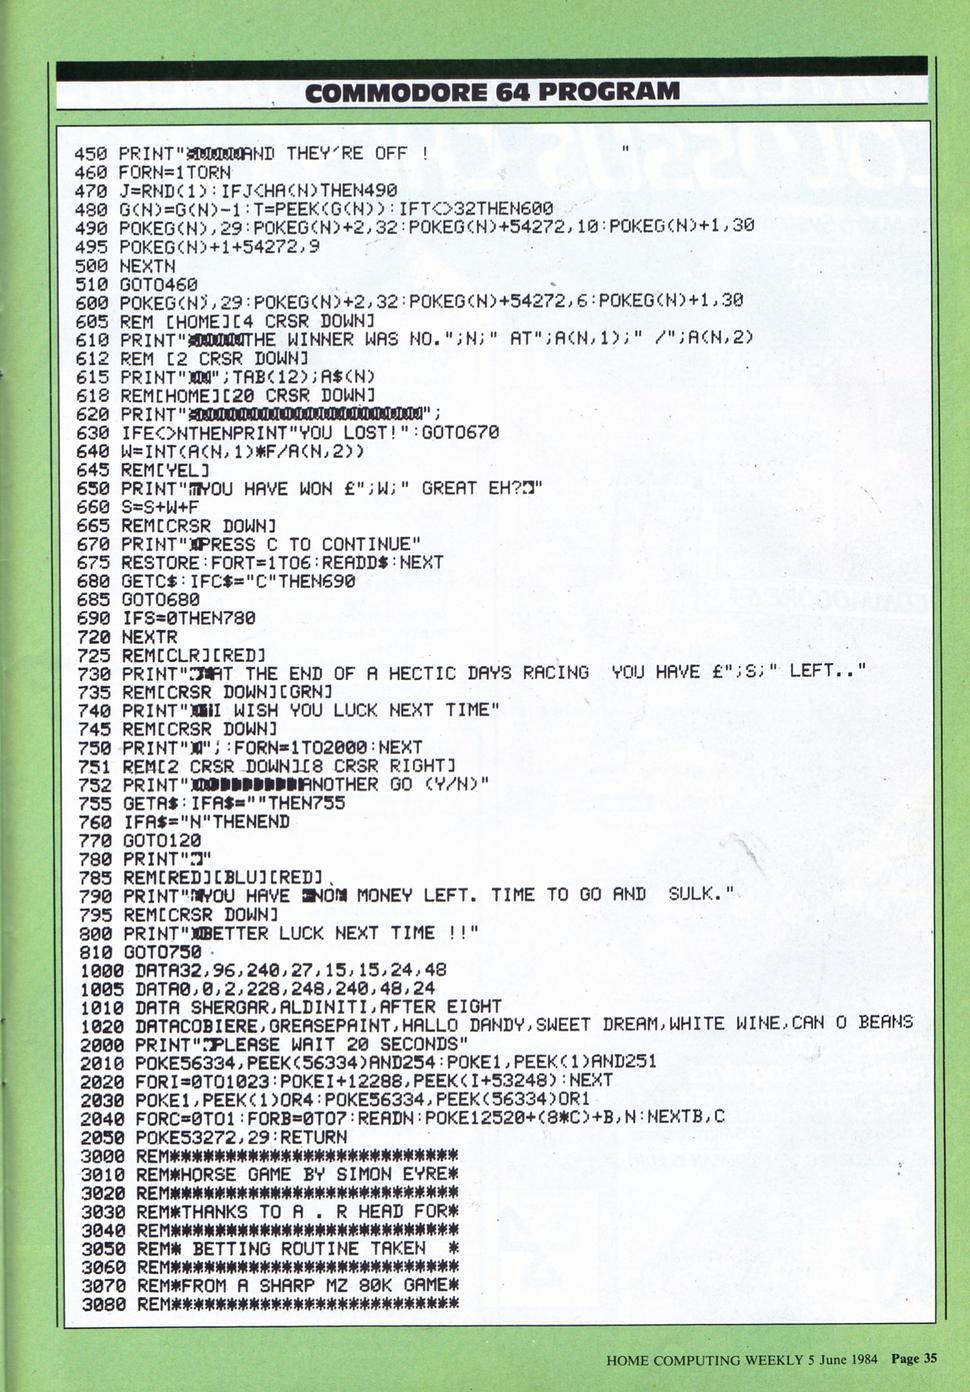 COMMODORE 64 PROGRAM
450 PRINT"AND THEY'RE OFF ! "
460 FORN=1TORN
470 J=RND(1):IFJ<HA(N)THEN490
480 G(N)=G(N)-1:T=PEEK(G(N)):IFT<>32THEN600
490 POKEG(N),29:POKEG(N)+2,32:POKEG(N)+54272,10:POKEG(N)+1,30
495 POKEG(N)+1+54272,9
500 NEXTN
510 GOTO460
600 POKEG(N),29:POKEG(N)+2,32:POKEG(N)+54272,6:POKEG(N)+1,30
605 REM [HOME][4 CRSR DOWN]
610 PRINT"THE WINNER WAS NO.";N;" AT";A(N,1);" /";A(N,2)
612 REM [2 CRSR DOWN]
615 PRINT"";TAB(12);A$(N)
618 REM[HOME][20 CRSR DOWN]
620 PRINT"";
630 IFE<>NTHENPRINT"YOU LOST!":GOTO670
640 W=INT(A(N,1)*F/A(N,2))
645 REM[YEL]
650 PRINT"YOU HAVE WON £";W;" GREAT EH?"
660 S=S+W+F
665 REM[CRSR DOWN]
670 PRINT"PRESS C TO CONTINUE"
675 RESTORE:FORT=1TO6:READD$:NEXT
680 GETC$:IFC$="C"THEN690
685 GOTO680
690 IFS=0THEN780
720 NEXTR
725 REM[CLR][RED]
730 PRINT"AT THE END OF A HECTIC DAYS RACING  YOU HAVE £";S;" LEFT.."
735 REM[CRSR DOWN][GRN]
740 PRINT"I WISH YOU LUCK NEXT TIME"
745 REM[CRSR DOWN]
750 PRINT"";:FORN=1TO2000:NEXT
751 REM[2 CRSR DOWN][8 CRSR RIGHT]
752 PRINT"ANOTHER GO (Y/N)"
755 GETA$:IFA$=""THEN755
760 IFA$="N"THENEND
770 GOTO120
780 PRINT""
785 REM[RED][BLU][RED]
790 PRINT"YOU HAVE NO MONEY LEFT. TIME TO GO AND  SULK."
795 REM[CRSR DOWN]
800 PRINT"BETTER LUCK NEXT TIME !!"
810 GOTO750
1000 DATA32,96,240,27,15,15,24,48
1005 DATA0,0,2,228,248,240,48,24
1010 DATA SHERGAR,ALDINITI,AFTER EIGHT
1020 DATACOBIERE,GREASEPAINT,HALLO DANDY,SWEET DREAM,WHITE WINE,CAN O BEANS
2000 PRINT"PLEASE WAIT 20 SECONDS"
2010 POKE56334,PEEK(56334)AND254:POKE1,PEEK(1)AND251
2020 FORI=0TO1023:POKEI+12288,PEEK(I+53248):NEXT
2030 POKE1,PEEK(1)OR4:POKE56334,PEEK(56334)OR1
2040 FORC=0TO1:FORB=0TO7:READN:POKE12520+(8*C)+B,N:NEXTB,C
2050 POKE53272,29:RETURN
3000 REM**************************
3010 REM*HORSE GAME BY SIMON EYRE*
3020 REM**************************
3030 REM*THANKS TO A . R HEAD FOR*
3040 REM**************************
3050 REM* BETTING ROUTINE TAKEN  *
3060 REM**************************
3070 REM*FROM A SHARP MZ 80K GAME*
3080 REM**************************
HOME COMPUTING WEEKLY 5 June 1984 Page 35